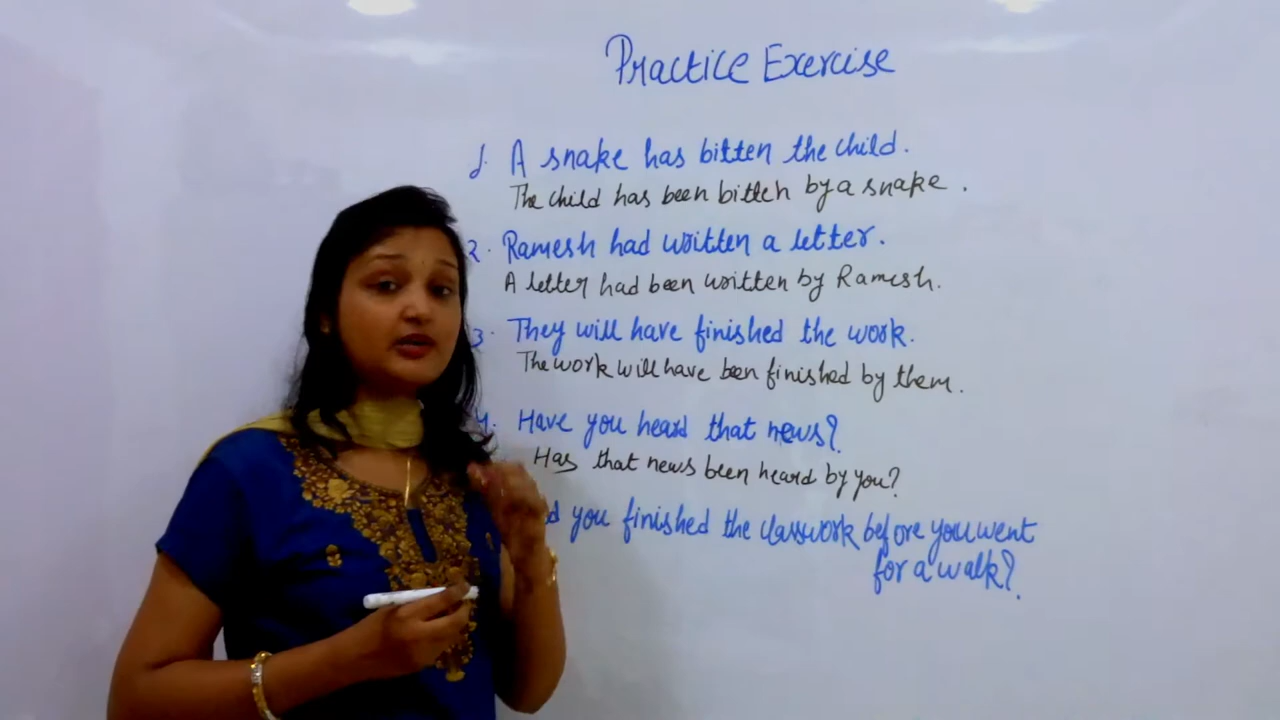 Practice Exercise
1. A snake has bitten the child.
The child has been bitten by a snake.
2. Ramesh had written a letter.
A letter had been written by Ramesh.
3. They will have finished the work.
The work will have been finished by them.
4. Have you heard that news?
Has that news been heard by you?
you finished the classwork before you went
for a walk?